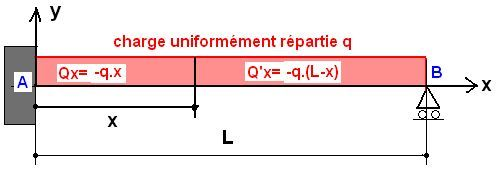 y
charge uniformément répartie q
A Qx= -q.x Q'x= -q.(L-x) B
x
x
L